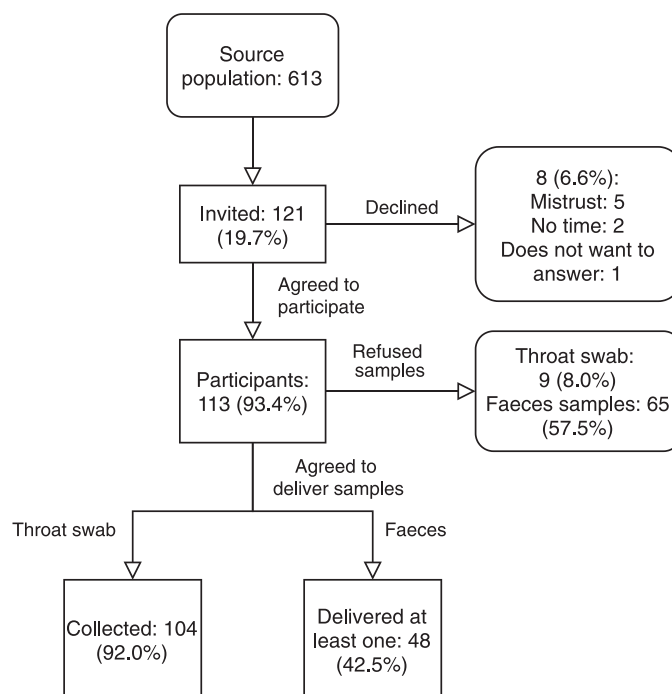 Source
population: 613
Invited: 121
(19.7%)
Declined
8 (6.6%):
Mistrust: 5
No time: 2
Does not want to
answer: 1
Agreed to
participate
Participants:
113 (93.4%)
Refused
samples
Throat swab:
9 (8.0%)
Faeces samples: 65
(57.5%)
Agreed to
deliver samples
Throat swab
Faeces
Collected: 104
(92.0%)
Delivered at
least one: 48
(42.5%)